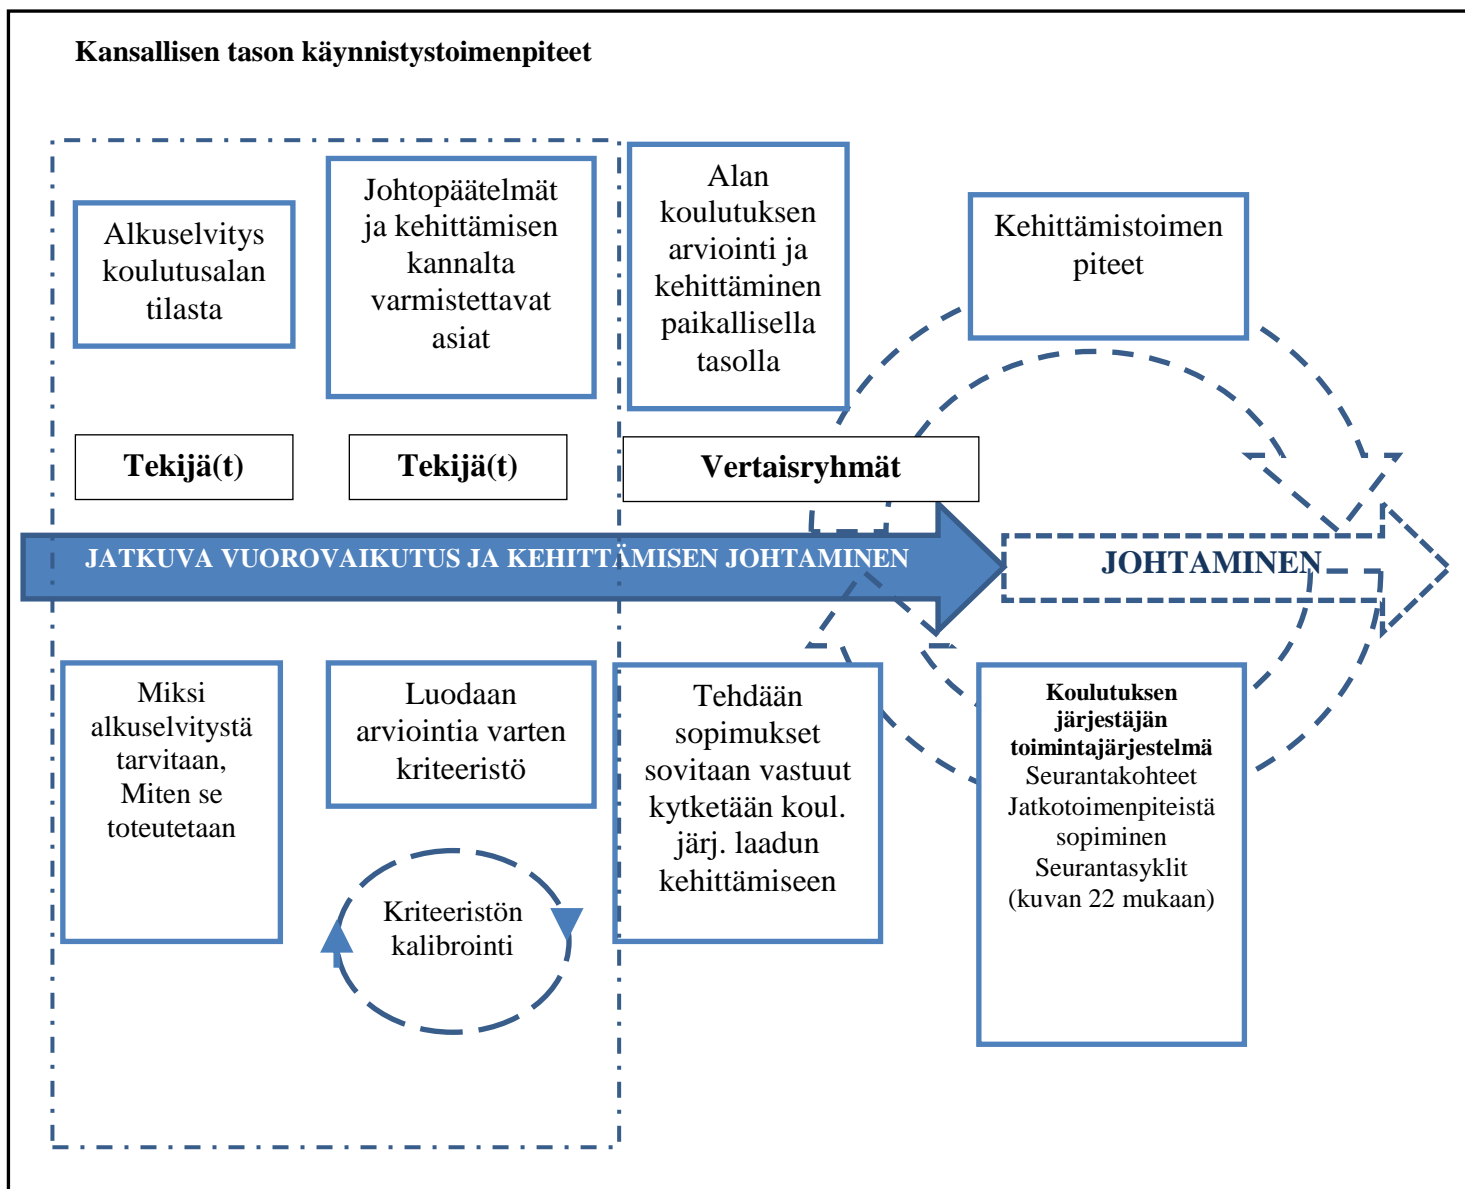 Kansallisen tason käynnistystoimenpiteet
Alkuselvitys
koulutusalan
tilasta
Johtopäätelmät
ja kehittämisen
kannalta
varmistettavat
asiat
Alan
koulutuksen
arviointi ja
kehittäminen
paikallisella
tasolla
Kehittämistoimen
piteet
Tekijä(t)
Tekijä(t)
Vertaisryhmät
JATKUVA VUOROVAIKUTUS JA KEHITTÄMISEN JOHTAMINEN
JOHTAMINEN
Miksi
alkuselvitystä
tarvitaan,
Miten se
toteutetaan
Luodaan
arviointia varten
kriteeristö
Kriteeristön
kalibrointi
Tehdään
sopimukset
sovitaan vastuut
kytketään koul.
järj. laadun
kehittämiseen
Koulutuksen
järjestäjän
toimintajärjestelmä
Seurantakohteet
Jatkotoimenpiteistä
sopiminen
Seurantasyklit
(kuvan 22 mukaan)